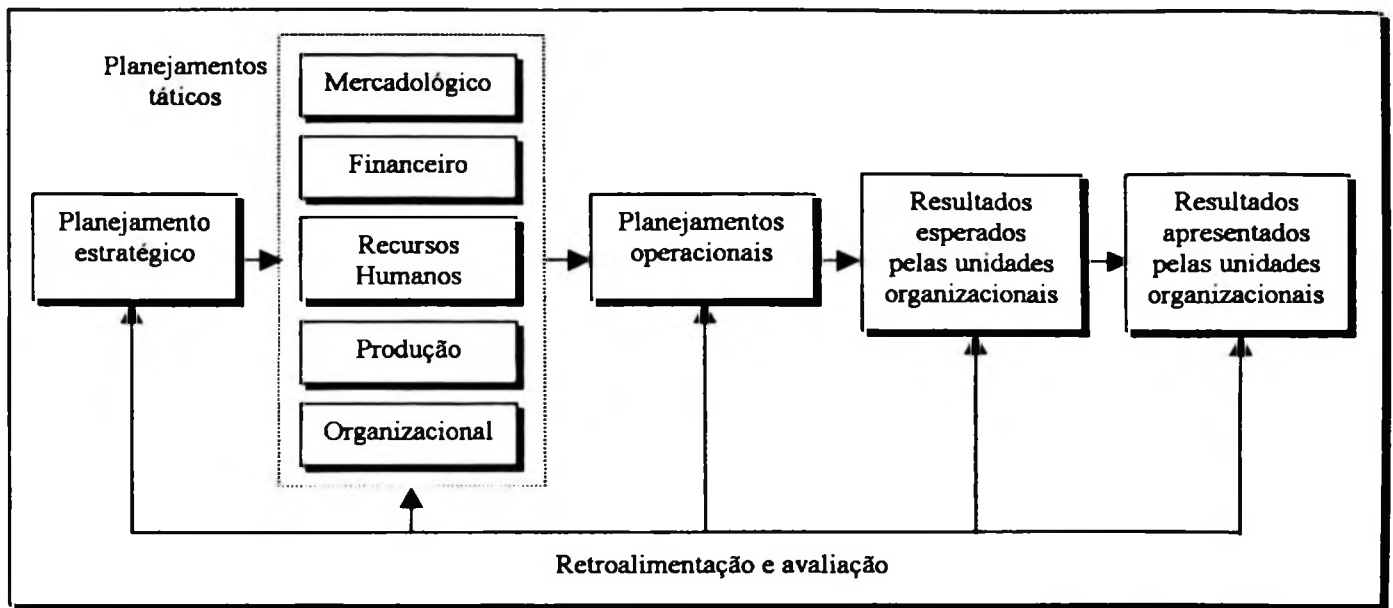 Planejamentos
táticos
Mercadológico
Financeiro
Recursos
Humanos
Produção
Organizacional
Planejamento
estratégico
Planejamentos
operacionais
Resultados
esperados
pelas unidades
organizacionais
Resultados
apresentados
pelas unidades
organizacionais
Retroalimentação e avaliação